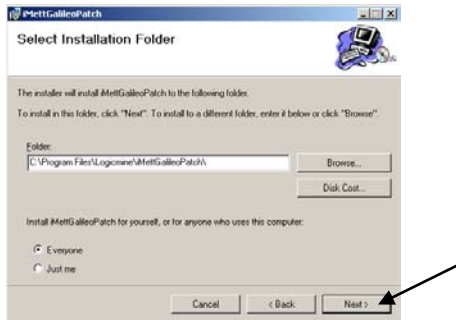 iMettGalileoPatch
Select Installation Folder
The installer will install iMettGalileoPatch to the following folder.
To install in this folder, click "Next". To install to a different folder, enter it below or click "Browse".
Folder:
C:\Program Files\Logicmine\iMettGalileoPatch\
Browse...
Disk Cost...
Install iMettGalileoPatch for yourself, or for anyone who uses this computer:
Everyone
Just me
Cancel
< Back
Next >